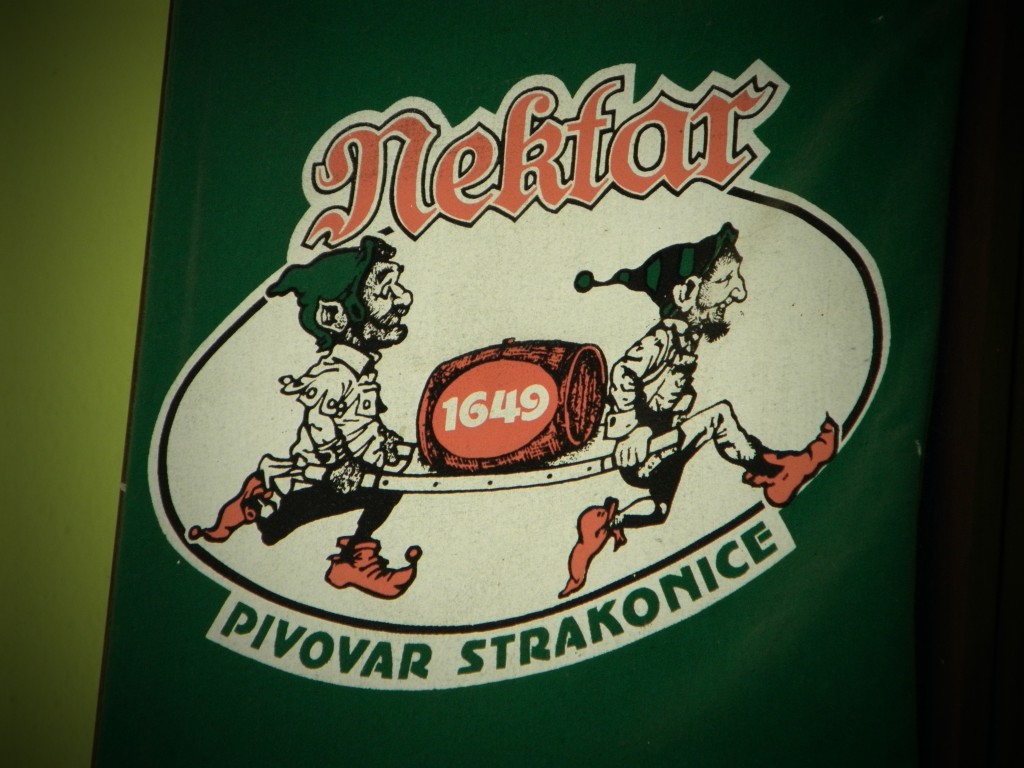 Nektar
1649
PIVOVAR STRAKONICE